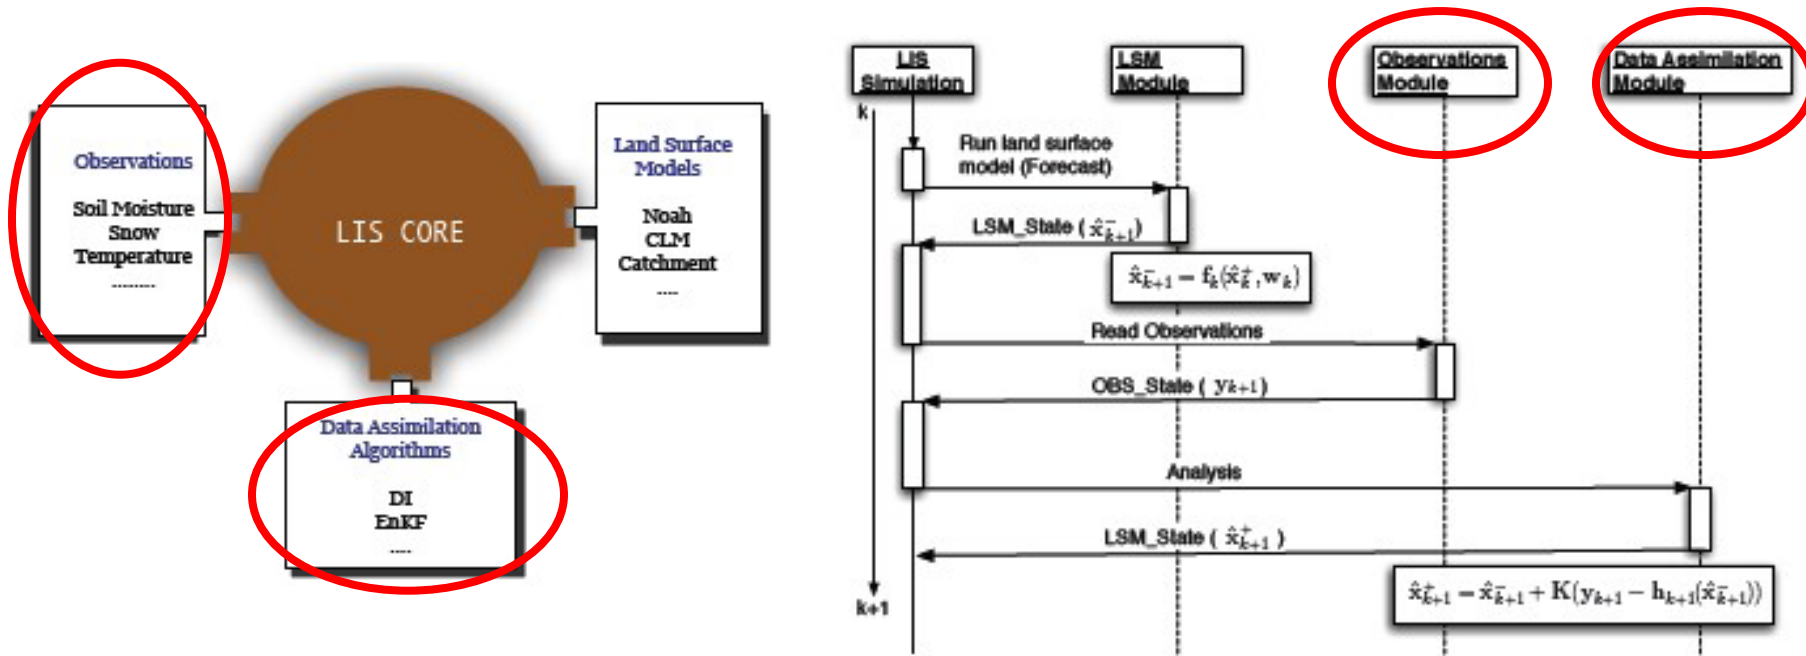 Observations
Soil Moisture
Snow
Temperature
.........
LIS CORE
Land Surface
Models
Noah
CLM
Catchment
....
Data Assimilation
Algorithms
DI
EnKF
.....
LIS
Simulation
LSM
Module
Observations
Module
Data Assimilation
Module
k
Run land surface
model (Forecast)
LSM_State ( x̂⁻ₖ₊₁)
x̂⁻ₖ₊₁ = fₖ(x̂⁺ₖ, wₖ)
Read Observations
OBS_State ( yₖ₊₁)
Analysis
LSM_State ( x̂⁺ₖ₊₁ )
x̂⁺ₖ₊₁ = x̂⁻ₖ₊₁ + K(yₖ₊₁ − hₖ₊₁(x̂⁻ₖ₊₁))
k+1